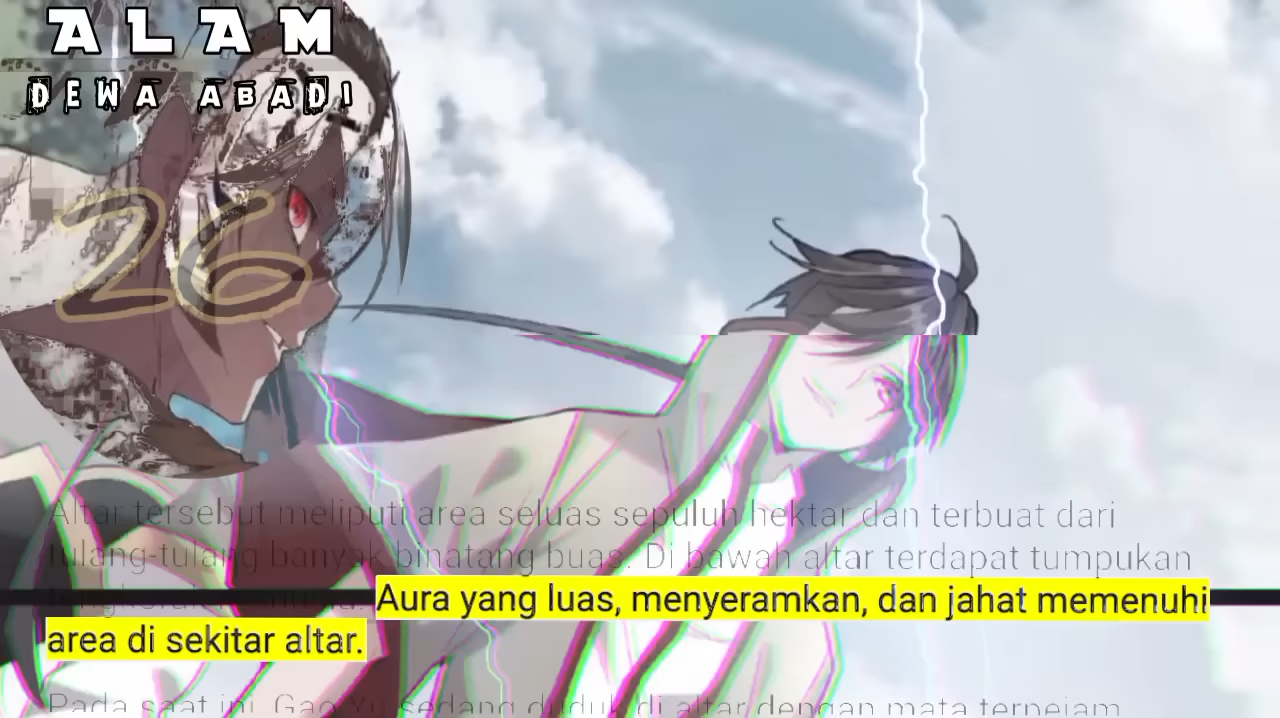 ALAM
DEWA ABADI
26
Altar tersebut meliputi area seluas sepuluh hektar dan terbuat dari
tulang-tulang banyak binatang buas. Di bawah altar terdapat tumpukan
Aura yang luas, menyeramkan, dan jahat memenuhi
area di sekitar altar.
Pada saat ini, Gao Yu sedang duduk di altar dengan mata terpejam